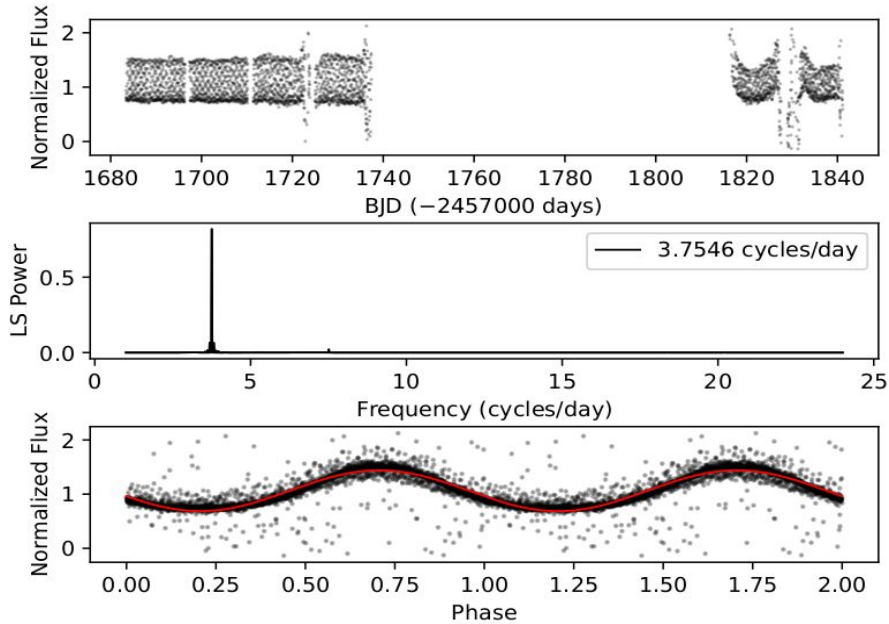 Normalized Flux
2
1
0
1680 1700 1720 1740 1760 1780 1800 1820 1840
BJD (−2457000 days)
LS Power
0.5
0.0
3.7546 cycles/day
0 5 10 15 20 25
Frequency (cycles/day)
Normalized Flux
2
1
0
0.00 0.25 0.50 0.75 1.00 1.25 1.50 1.75 2.00
Phase